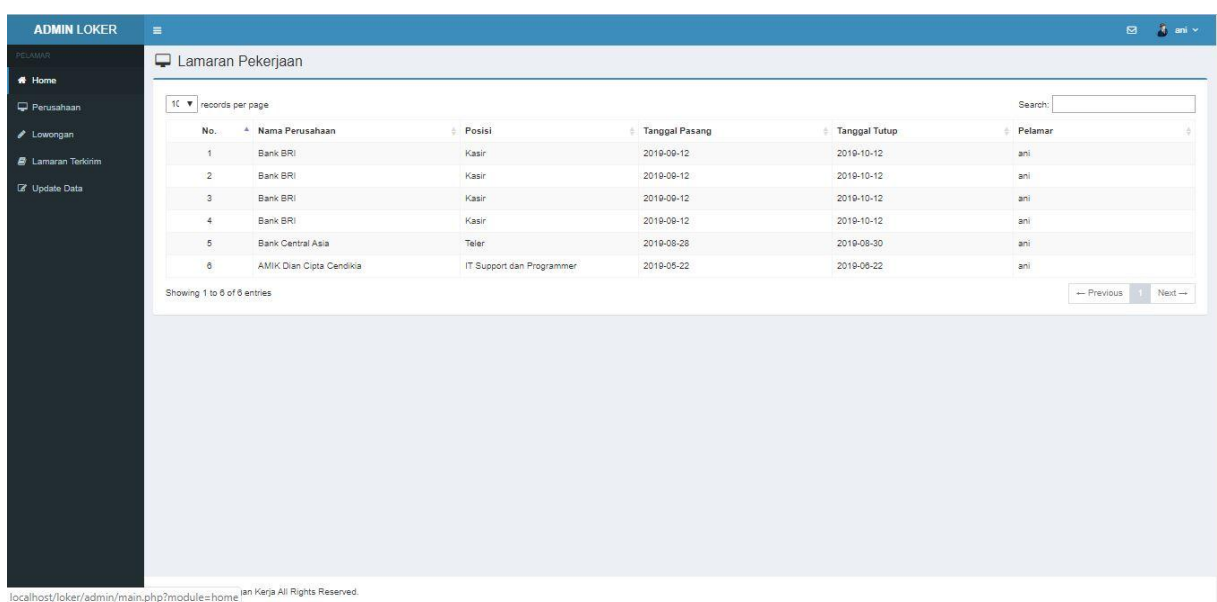 ADMIN LOKER
ani
PELAMAR
Home
Perusahaan
Lowongan
Lamaran Terkirim
Update Data
Lamaran Pekerjaan
10 records per page
Search:
No. Nama Perusahaan Posisi Tanggal Pasang Tanggal Tutup Pelamar
1 Bank BRI Kasir 2019-09-12 2019-10-12 ani
2 Bank BRI Kasir 2019-09-12 2019-10-12 ani
3 Bank BRI Kasir 2019-09-12 2019-10-12 ani
4 Bank BRI Kasir 2019-09-12 2019-10-12 ani
5 Bank Central Asia Teler 2019-08-28 2019-08-30 ani
6 AMIK Dian Cipta Cendikia IT Support dan Programmer 2019-05-22 2019-06-22 ani
Showing 1 to 6 of 6 entries
← Previous 1 Next →
Kerja All Rights Reserved.
localhost/loker/admin/main.php?module=home